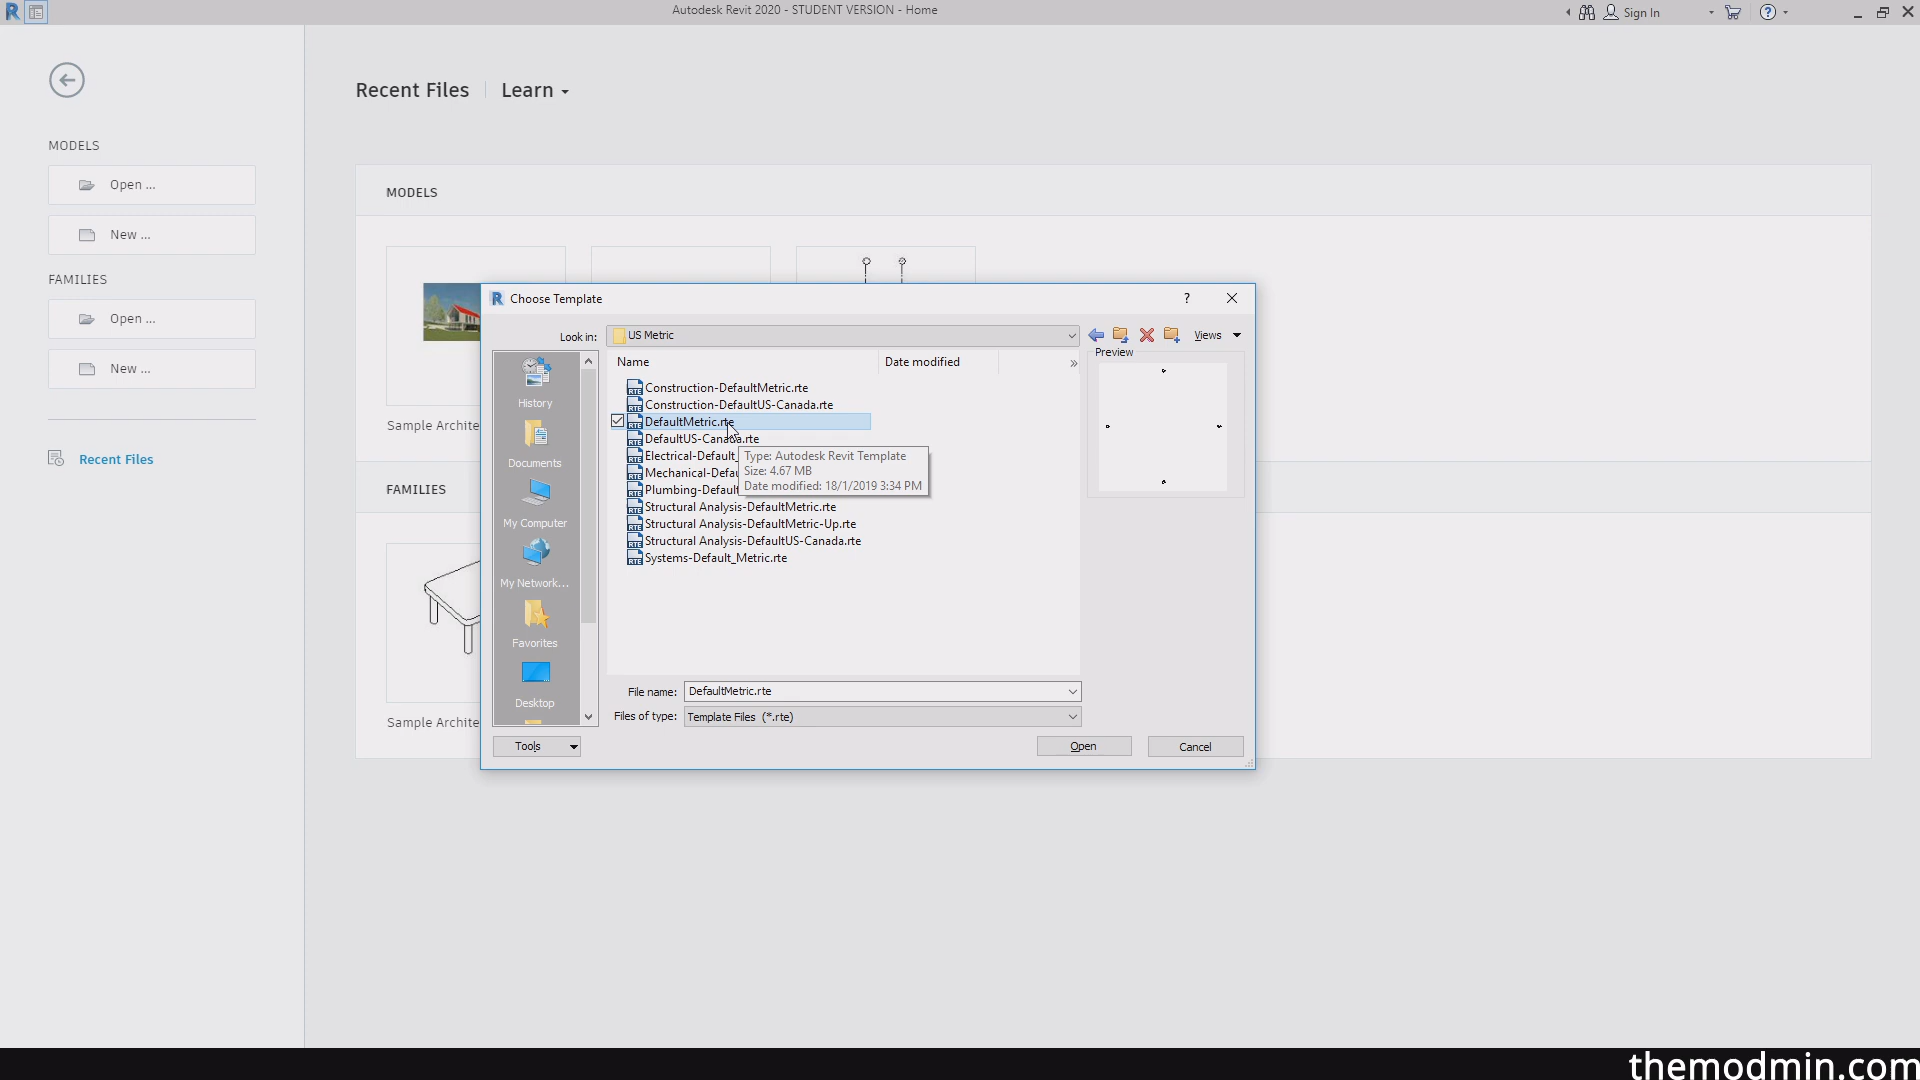 Autodesk Revit 2020 - STUDENT VERSION - Home
Sign In
Recent Files
Learn
MODELS
Open ...
New ...
FAMILIES
Open ...
New ...
Recent Files
MODELS
Sample Archite
FAMILIES
Sample Archite
Choose Template
?
Look in:
US Metric
Views
Preview
Name
Date modified
History
Documents
My Computer
My Network...
Favorites
Desktop
Construction-DefaultMetric.rte
Construction-DefaultUS-Canada.rte
DefaultMetric.rte
DefaultUS-Canada.rte
Electrical-Default_
Mechanical-Defau
Plumbing-Default
Structural Analysis-DefaultMetric.rte
Structural Analysis-DefaultMetric-Up.rte
Structural Analysis-DefaultUS-Canada.rte
Systems-Default_Metric.rte
Type: Autodesk Revit Template
Size: 4.67 MB
Date modified: 18/1/2019 3:34 PM
File name:
DefaultMetric.rte
Files of type:
Template Files (*.rte)
Tools
Open
Cancel
themodmin.com